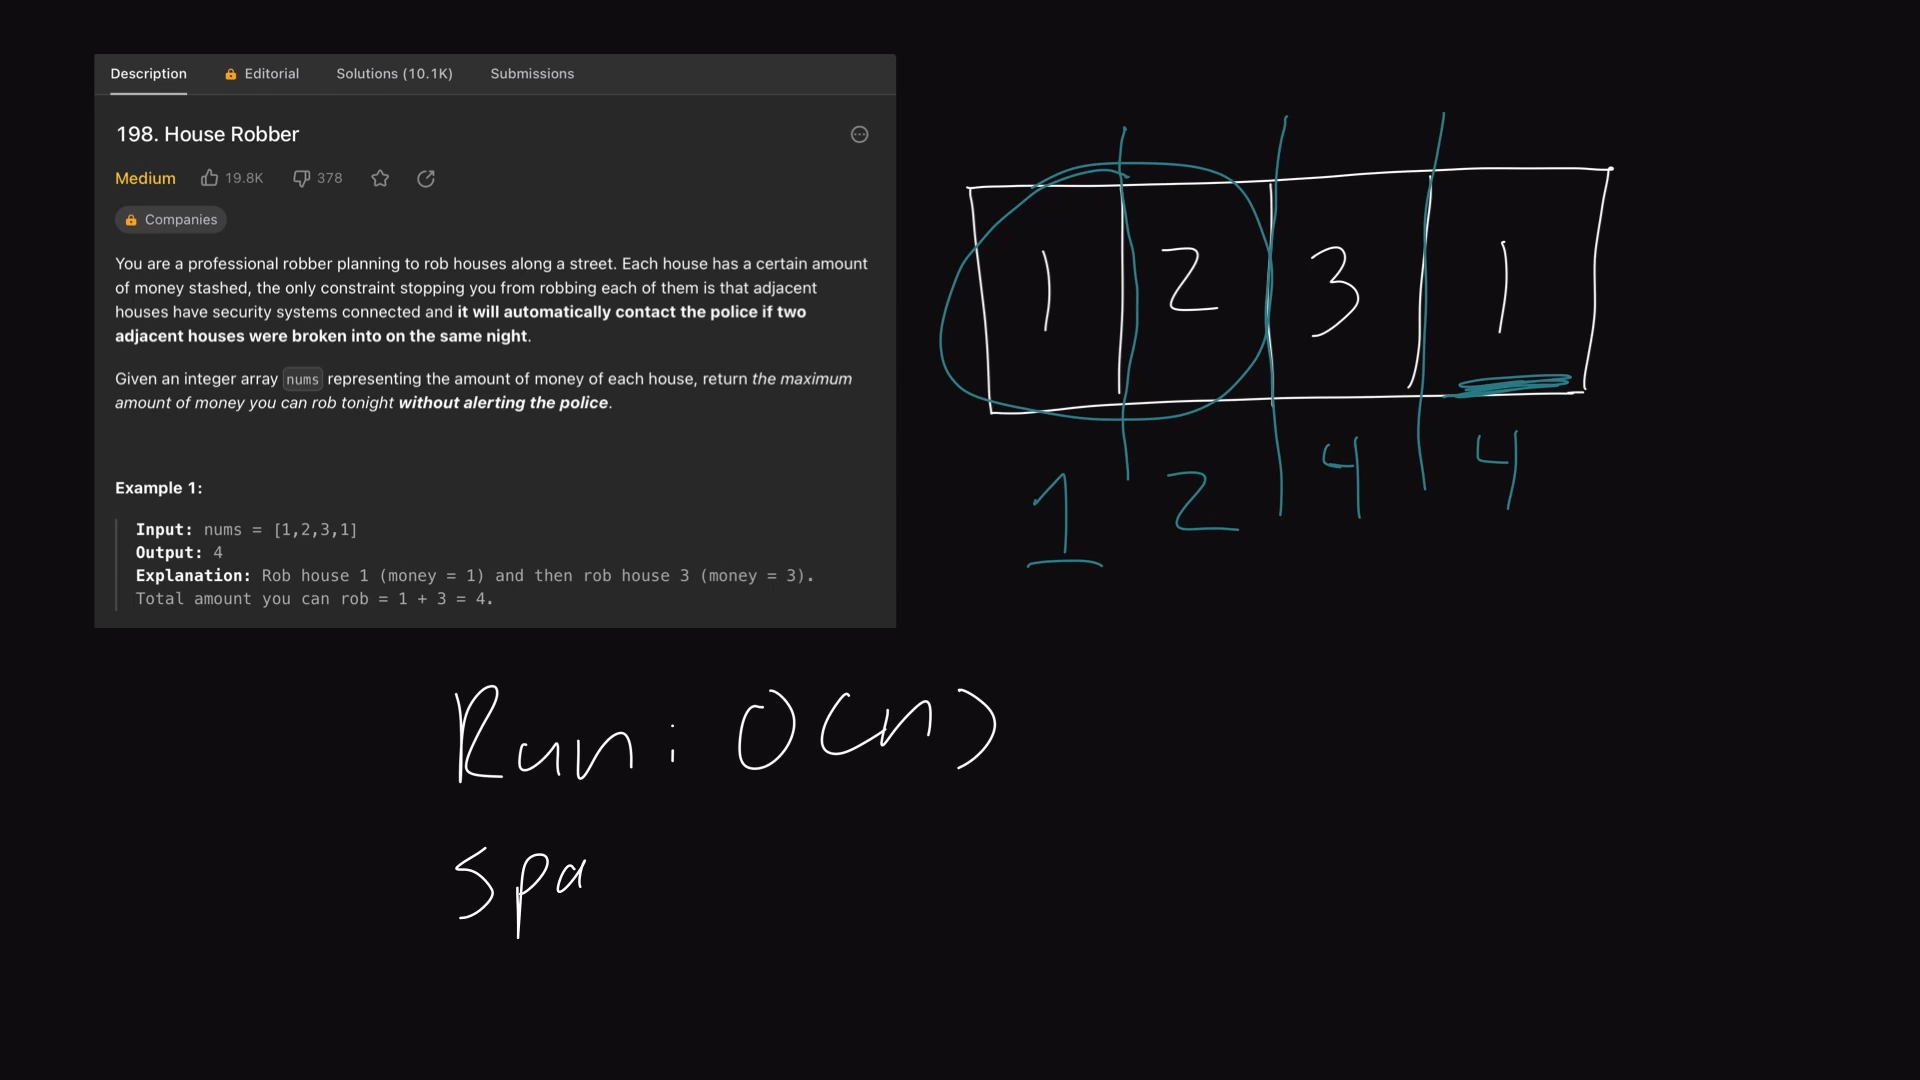 Description Editorial Solutions (10.1K) Submissions
198. House Robber
Medium 19.8K 378
Companies
You are a professional robber planning to rob houses along a street. Each house has a certain amount
of money stashed, the only constraint stopping you from robbing each of them is that adjacent
houses have security systems connected and it will automatically contact the police if two
adjacent houses were broken into on the same night.
Given an integer array nums representing the amount of money of each house, return the maximum
amount of money you can rob tonight without alerting the police.
Example 1:
Input: nums = [1,2,3,1]
Output: 4
Explanation: Rob house 1 (money = 1) and then rob house 3 (money = 3).
Total amount you can rob = 1 + 3 = 4.
1 2 3 1
1 2 4 4
Run: O(n)
Spa